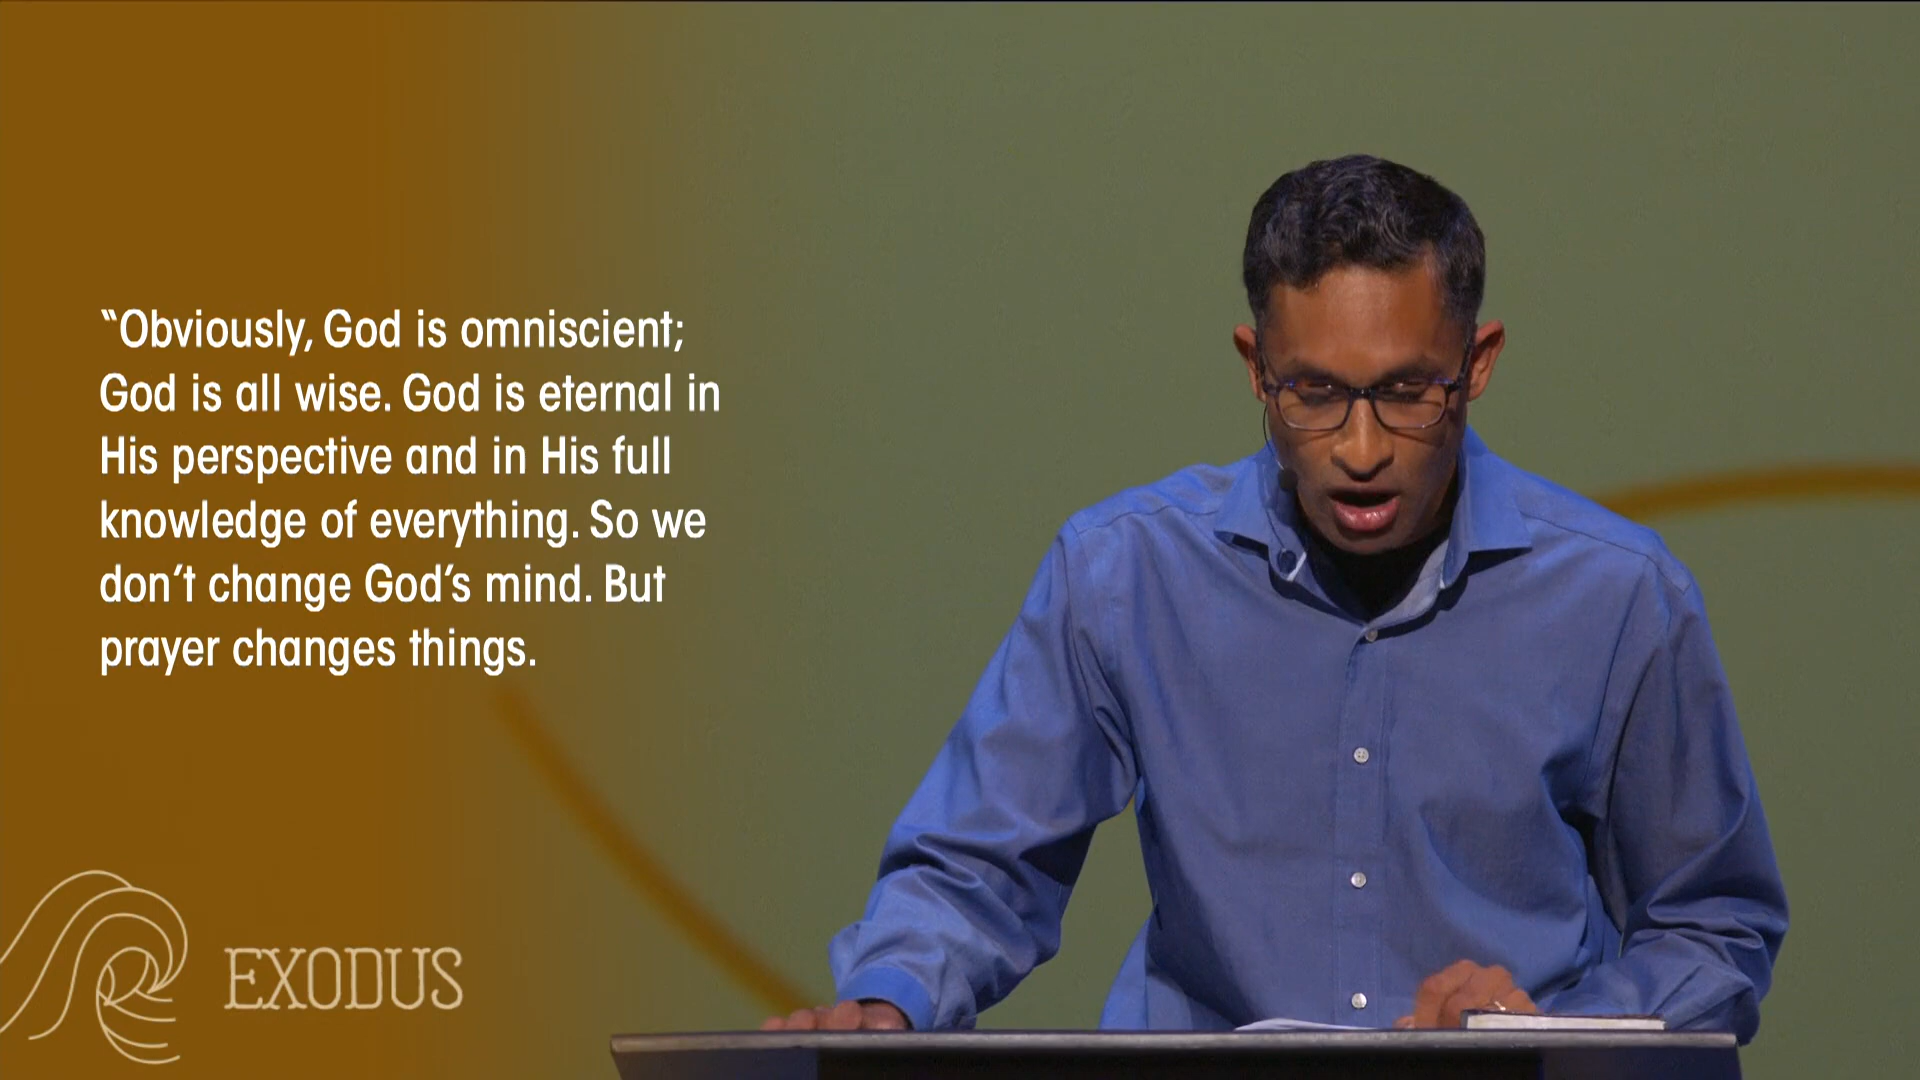 “Obviously, God is omniscient;
God is all wise. God is eternal in
His perspective and in His full
knowledge of everything. So we
don’t change God’s mind. But
prayer changes things.
EXODUS